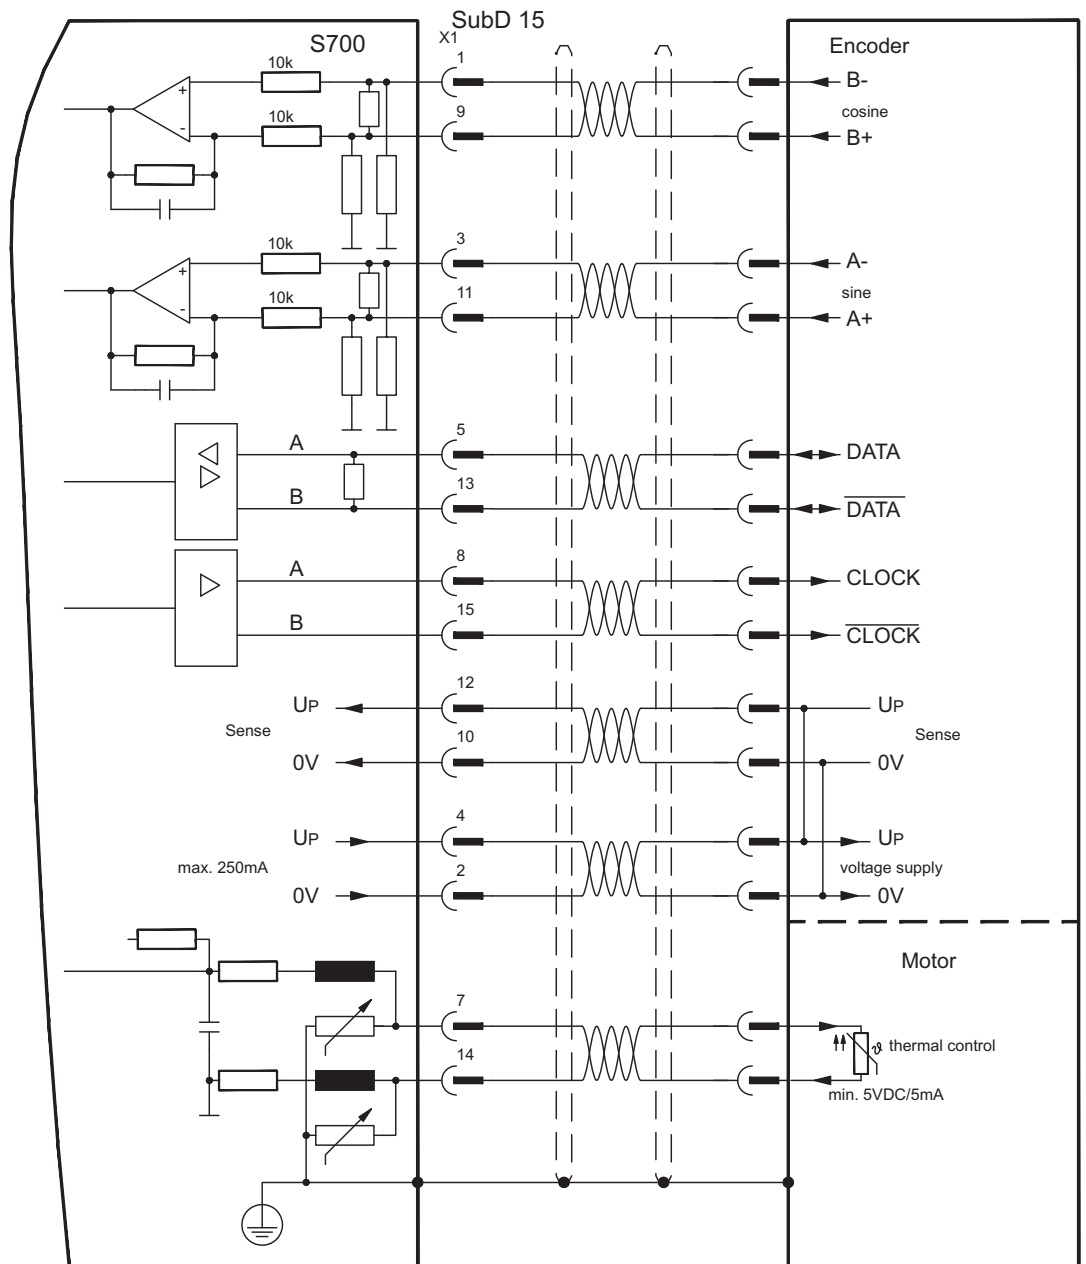 SubD 15
S700
X1
Encoder
10k
1
B-
cosine
10k
9
B+
10k
3
A-
sine
10k
11
A+
A
5
DATA
B
13
DATA
A
8
CLOCK
B
15
CLOCK
UP
12
UP
Sense
Sense
0V
10
0V
UP
4
UP
max. 250mA
voltage supply
0V
2
0V
Motor
7
ϑ thermal control
14
min. 5VDC/5mA